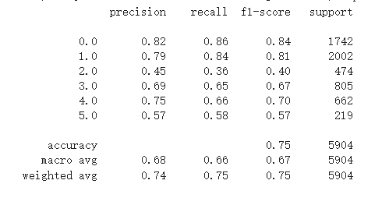 precision recall f1-score support
0.0 0.82 0.86 0.84 1742
1.0 0.79 0.84 0.81 2002
2.0 0.45 0.36 0.40 474
3.0 0.69 0.65 0.67 805
4.0 0.75 0.66 0.70 662
5.0 0.57 0.58 0.57 219
accuracy 0.75 5904
macro avg 0.68 0.66 0.67 5904
weighted avg 0.74 0.75 0.75 5904